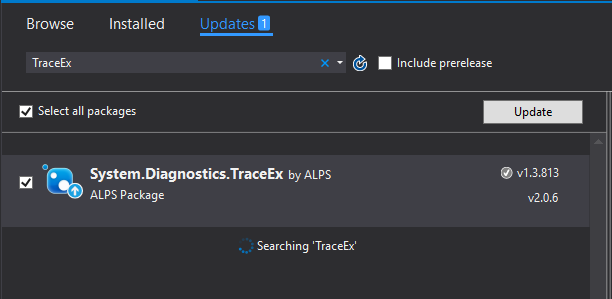 Browse Installed Updates 1
TraceEx Include prerelease
Select all packages Update
System.Diagnostics.TraceEx by ALPS v1.3.813
ALPS Package v2.0.6
Searching 'TraceEx'